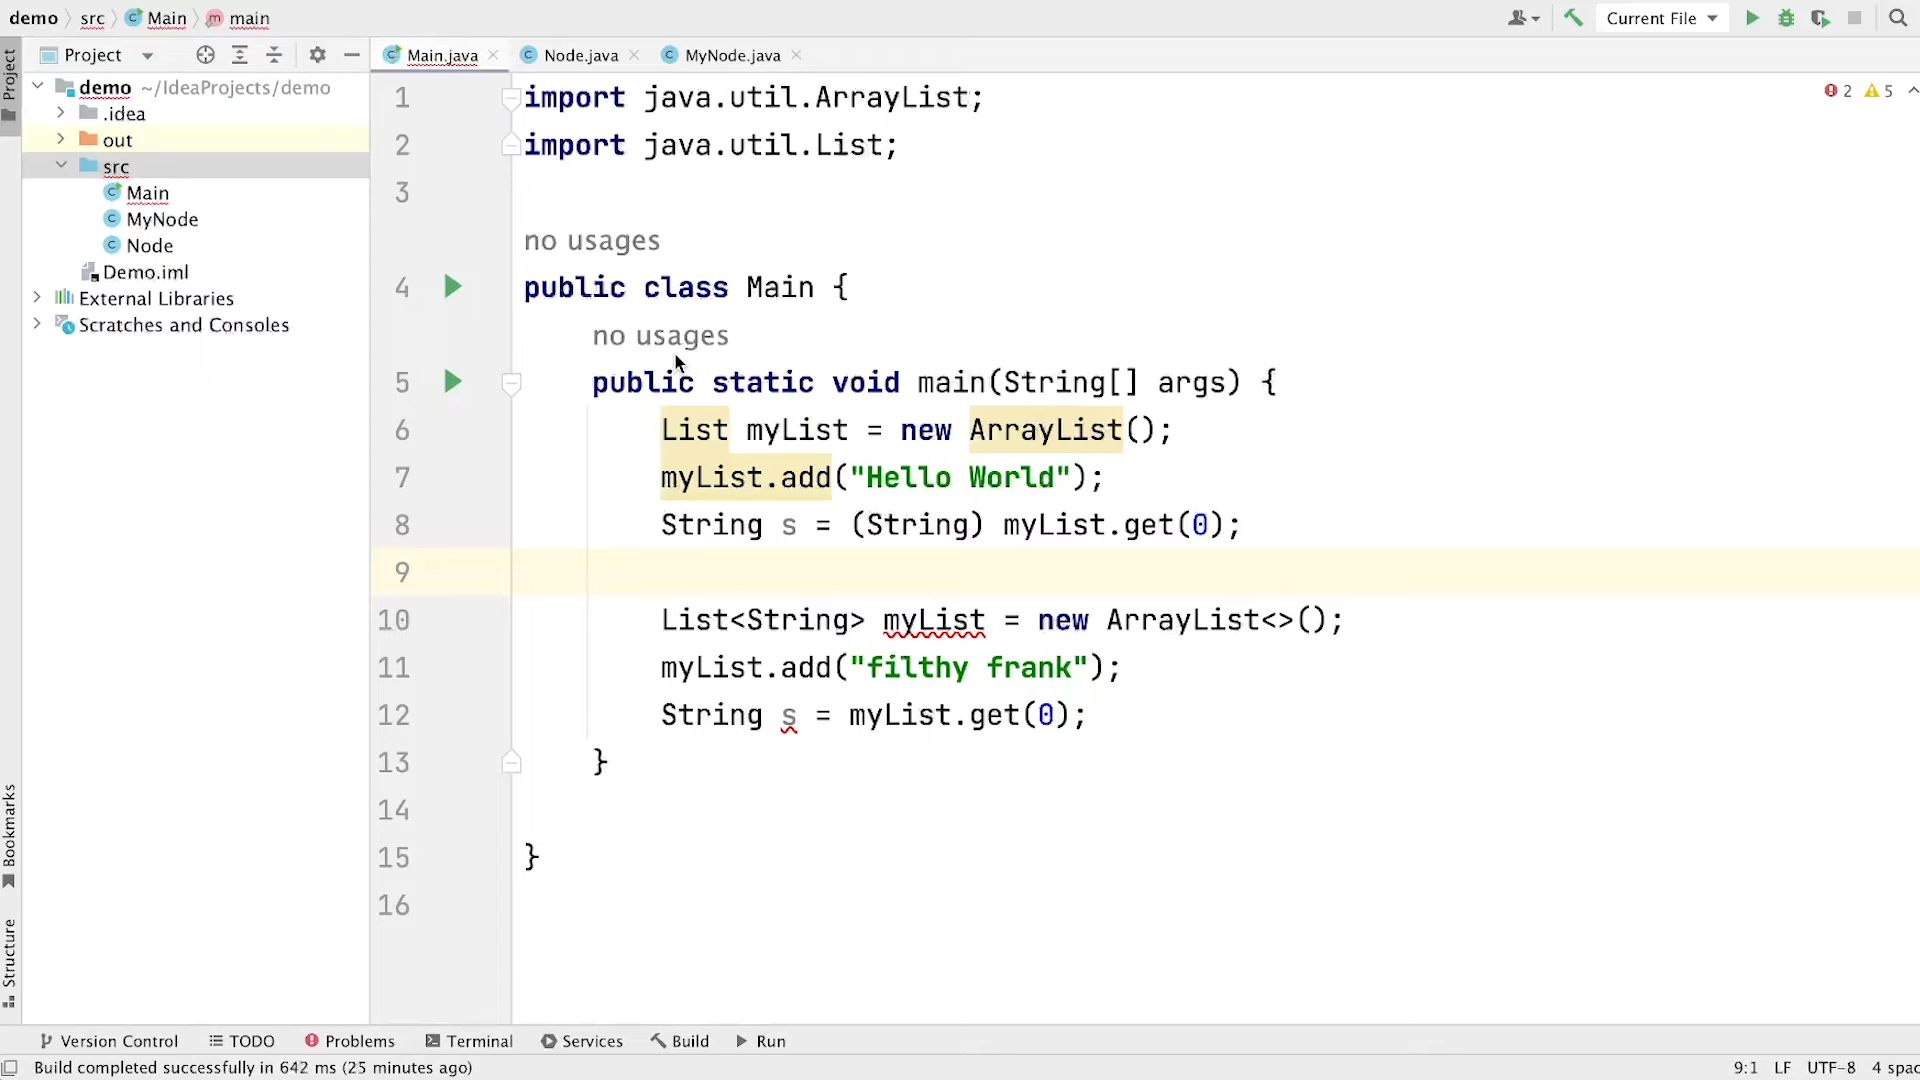 demo src Main main
Current File
Project
Main.java Node.java MyNode.java
Project
demo ~/IdeaProjects/demo
.idea
out
src
Main
MyNode
Node
Demo.iml
External Libraries
Scratches and Consoles
2 5
1 import java.util.ArrayList;
2 import java.util.List;
3
no usages
4 public class Main {
no usages
5 public static void main(String[] args) {
6 List myList = new ArrayList();
7 myList.add("Hello World");
8 String s = (String) myList.get(0);
9
10 List<String> myList = new ArrayList<>();
11 myList.add("filthy frank");
12 String s = myList.get(0);
13 }
14
15 }
16
Bookmarks
Structure
Version Control TODO Problems Terminal Services Build Run
Build completed successfully in 642 ms (25 minutes ago)
9:1 LF UTF-8 4 spac